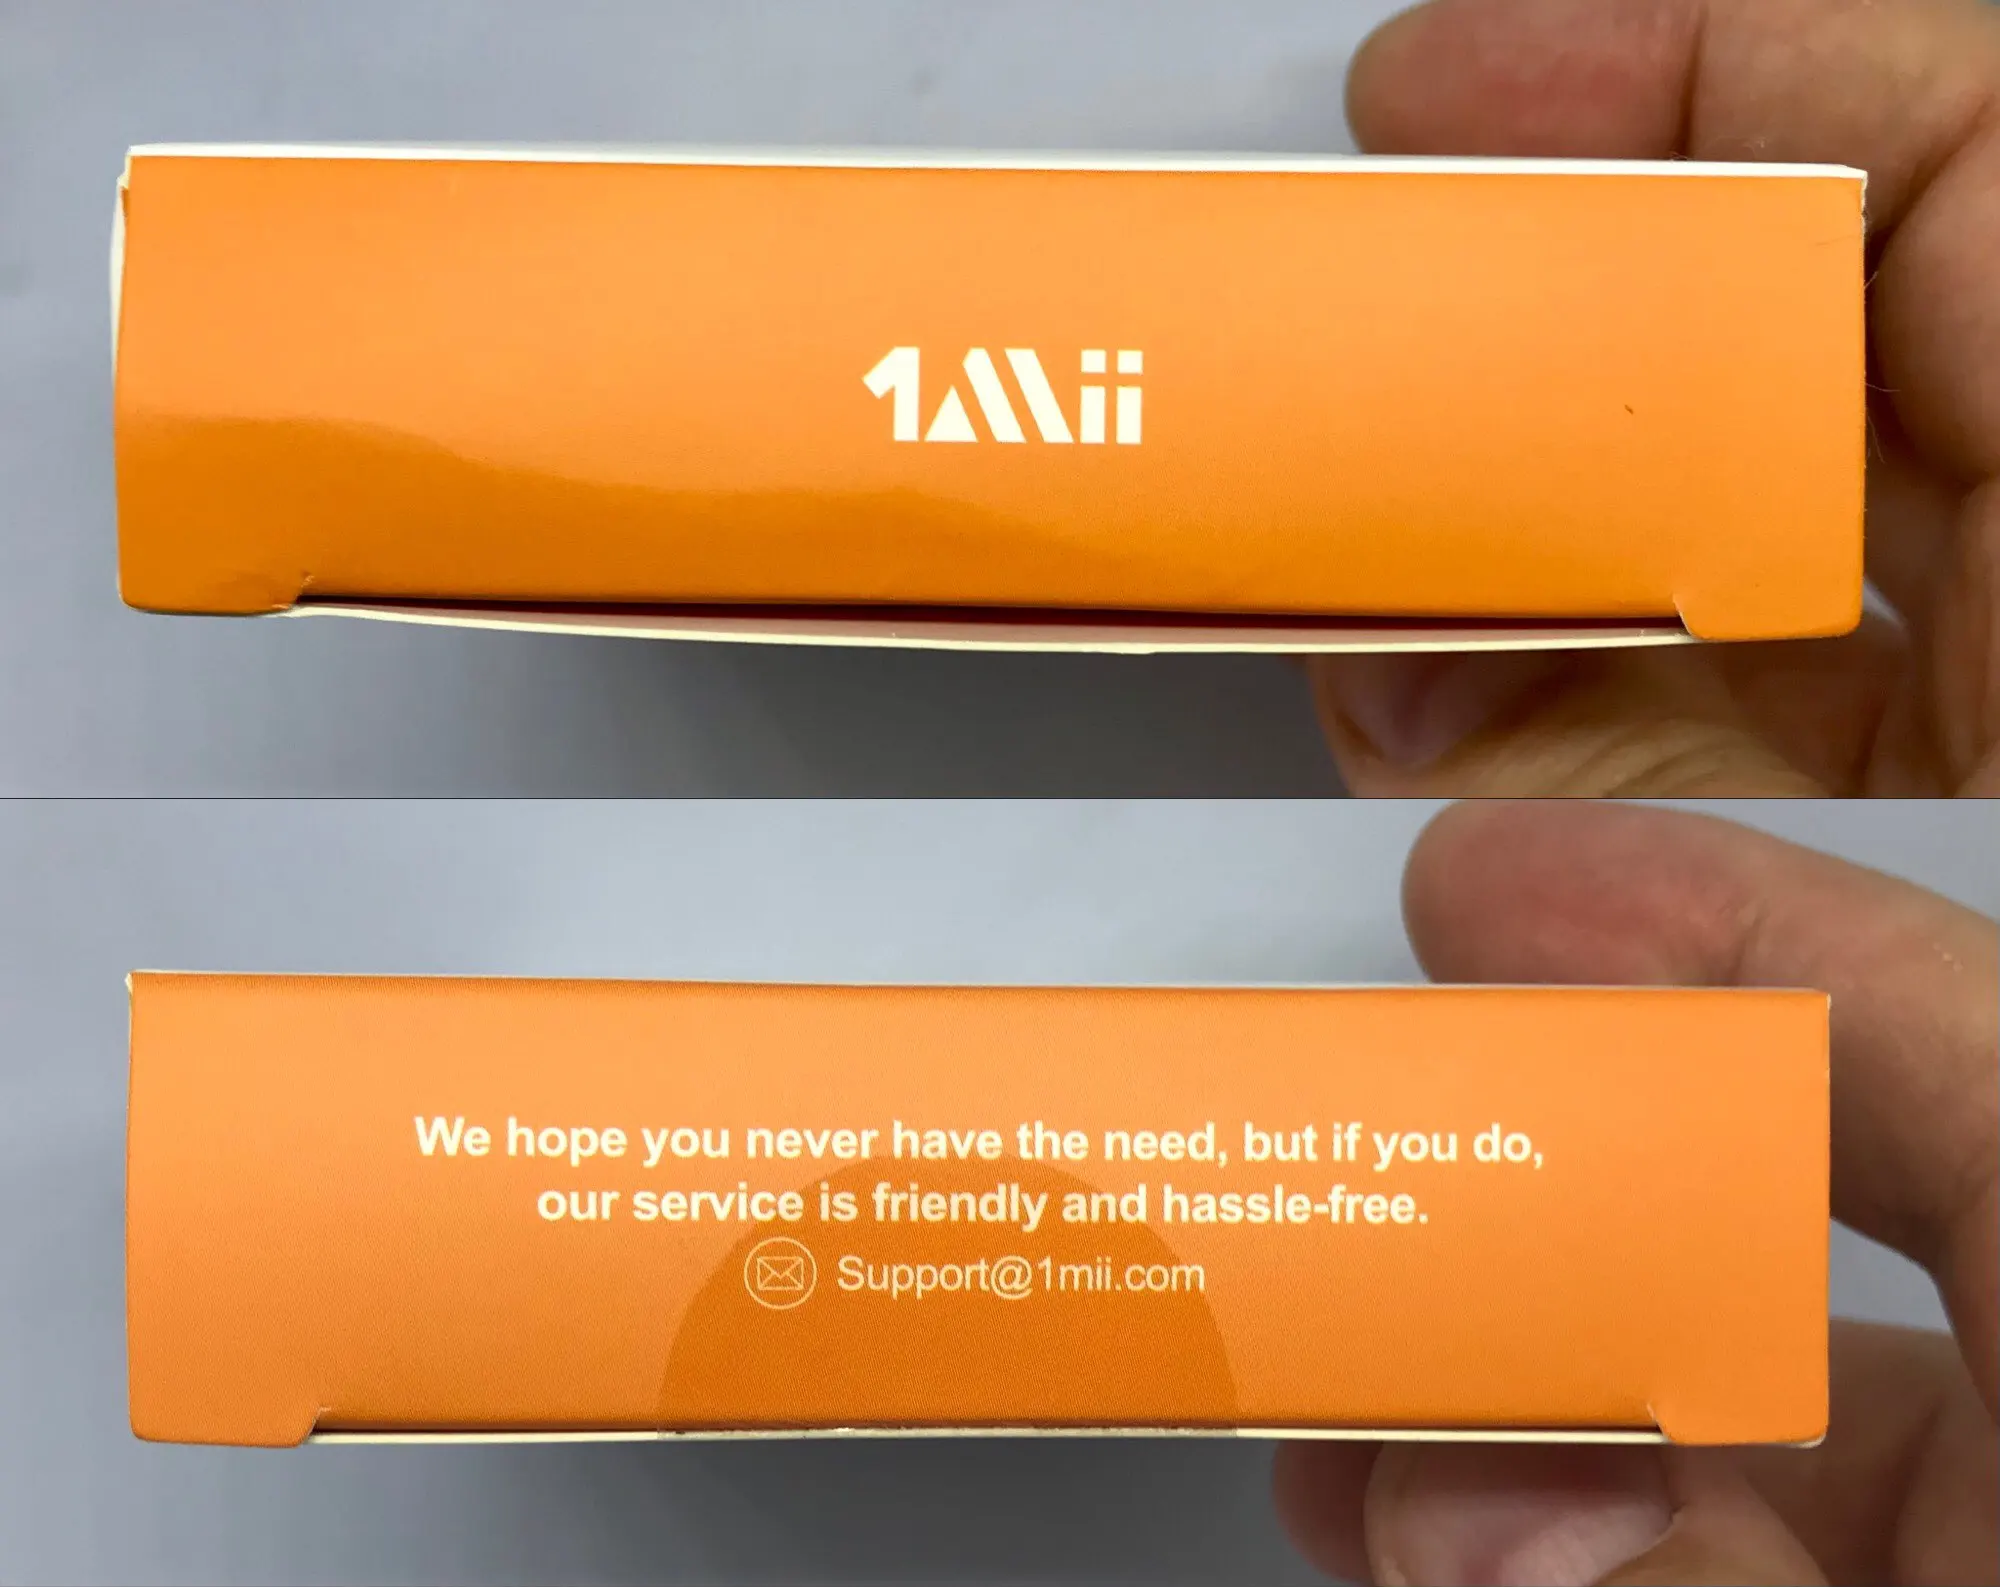 1Mii
We hope you never have the need, but if you do,
our service is friendly and hassle-free.
Support@1mii.com